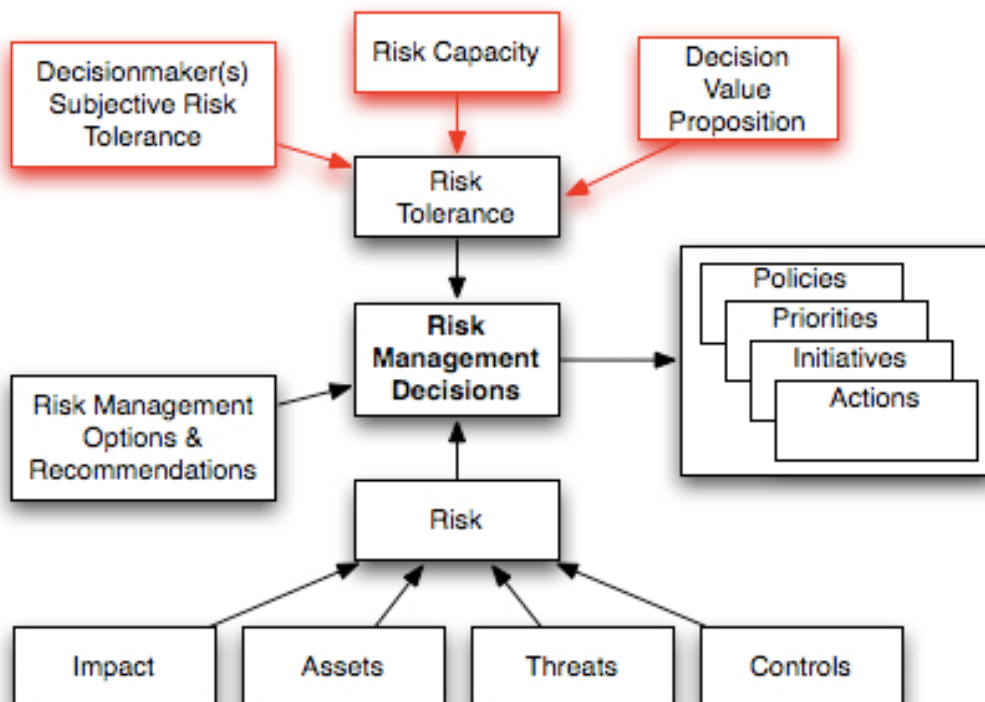 Decisionmaker(s)
Subjective Risk
Tolerance
Risk Capacity
Decision
Value
Proposition
Risk
Tolerance
Risk
Management
Decisions
Policies
Priorities
Initiatives
Actions
Risk Management
Options &
Recommendations
Risk
Impact
Assets
Threats
Controls